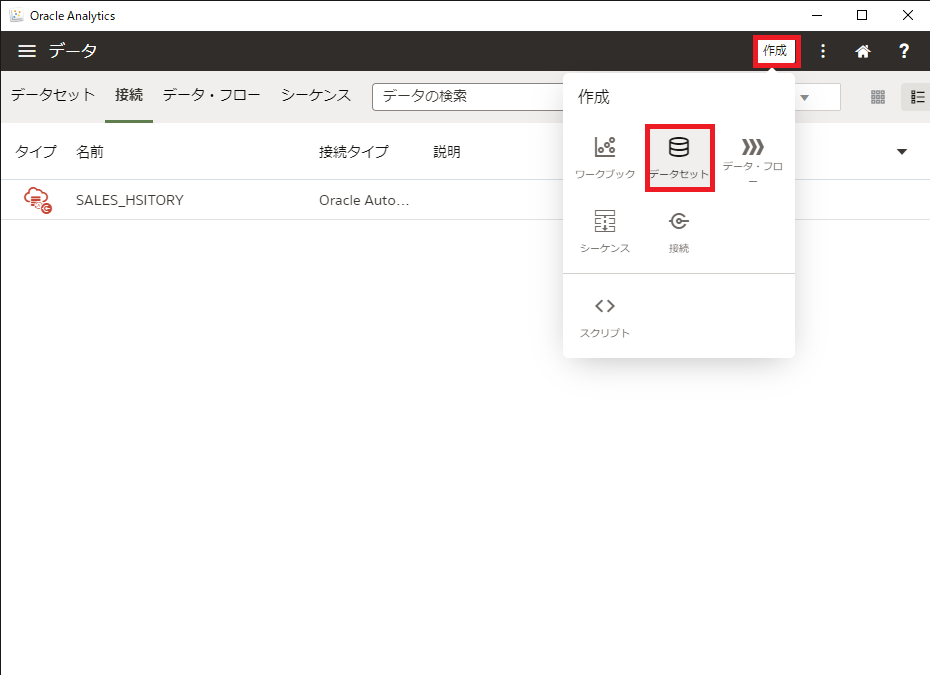 Oracle Analytics
データ
作成
?
データセット 接続 データ・フロー シーケンス データの検索
作成
タイプ 名前 接続タイプ 説明
ワークブック データセット データ・フロ
ー
SALES_HSITORY Oracle Auto...
シーケンス 接続
スクリプト